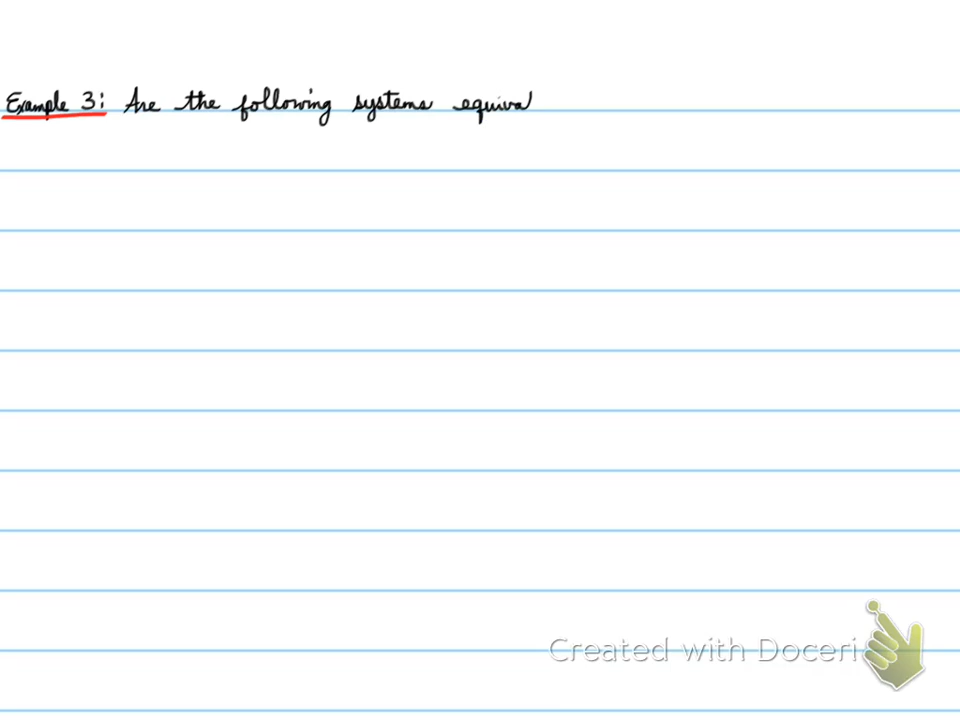 Example 3: Are the following systems equiva
Created with Doceri